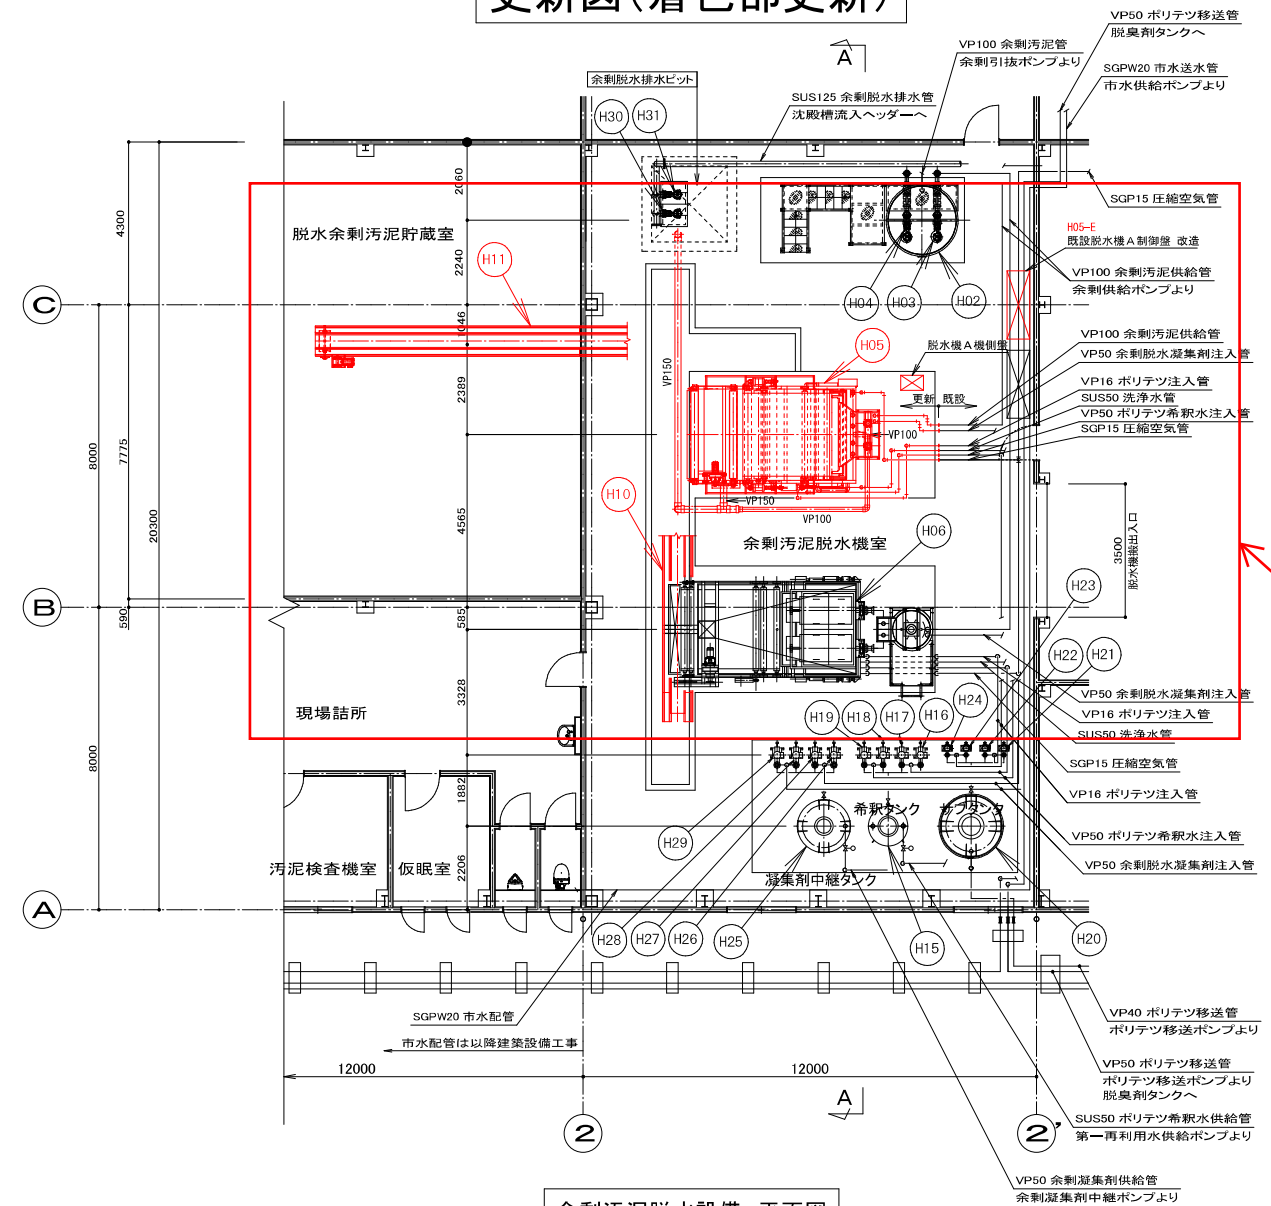 更新図(着色部更新)
A
VP50 ポリテツ移送管
脱臭剤タンクへ
VP100 余剰汚泥管
余剰引抜ポンプより
SGPW20 市水送水管
市水供給ポンプより
余剰脱水排水ピット
SUS125 余剰脱水排水管
沈殿槽流入ヘッダーへ
H30
H31
2060
4300
SGP15 圧縮空気管
脱水余剰汚泥貯蔵室
H05-E
既設脱水機A制御盤 改造
H11
2240
VP100 余剰汚泥供給管
余剰供給ポンプより
H04
H03
H02
C
1046
VP100 余剰汚泥供給管
H05
脱水機A機側盤
VP50 余剰脱水凝集剤注入管
VP150
2389
VP16 ポリテツ注入管
更新
既設
SUS50 洗浄水管
VP50 ポリテツ希釈水注入管
VP100
SGP15 圧縮空気管
8000
7775
20300
H10
VP150
4565
VP100
H06
余剰汚泥脱水機室
3500
脱水機搬出入口
H23
B
590
585
H22
H21
3328
VP50 余剰脱水凝集剤注入管
現場詰所
H24
H19
H18
H17
H16
VP16 ポリテツ注入管
SUS50 洗浄水管
8000
SGP15 圧縮空気管
1882
VP16 ポリテツ注入管
希釈タンク
サブタンク
H29
VP50 ポリテツ希釈水注入管
汚泥検査機室
仮眠室
2206
凝集剤中継タンク
VP50 余剰脱水凝集剤注入管
A
H28
H27
H26
H25
H15
H20
SGPW20 市水配管
VP40 ポリテツ移送管
ポリテツ移送ポンプより
市水配管は以降建築設備工事
12000
12000
VP50 ポリテツ移送管
ポリテツ移送ポンプより
脱臭剤タンクへ
A
2
2’
SUS50 ポリテツ希釈水供給管
第一再利用水供給ポンプより
VP50 余剰凝集剤供給管
余剰凝集剤中継ポンプより
余剰汚泥脱水設備 平面図